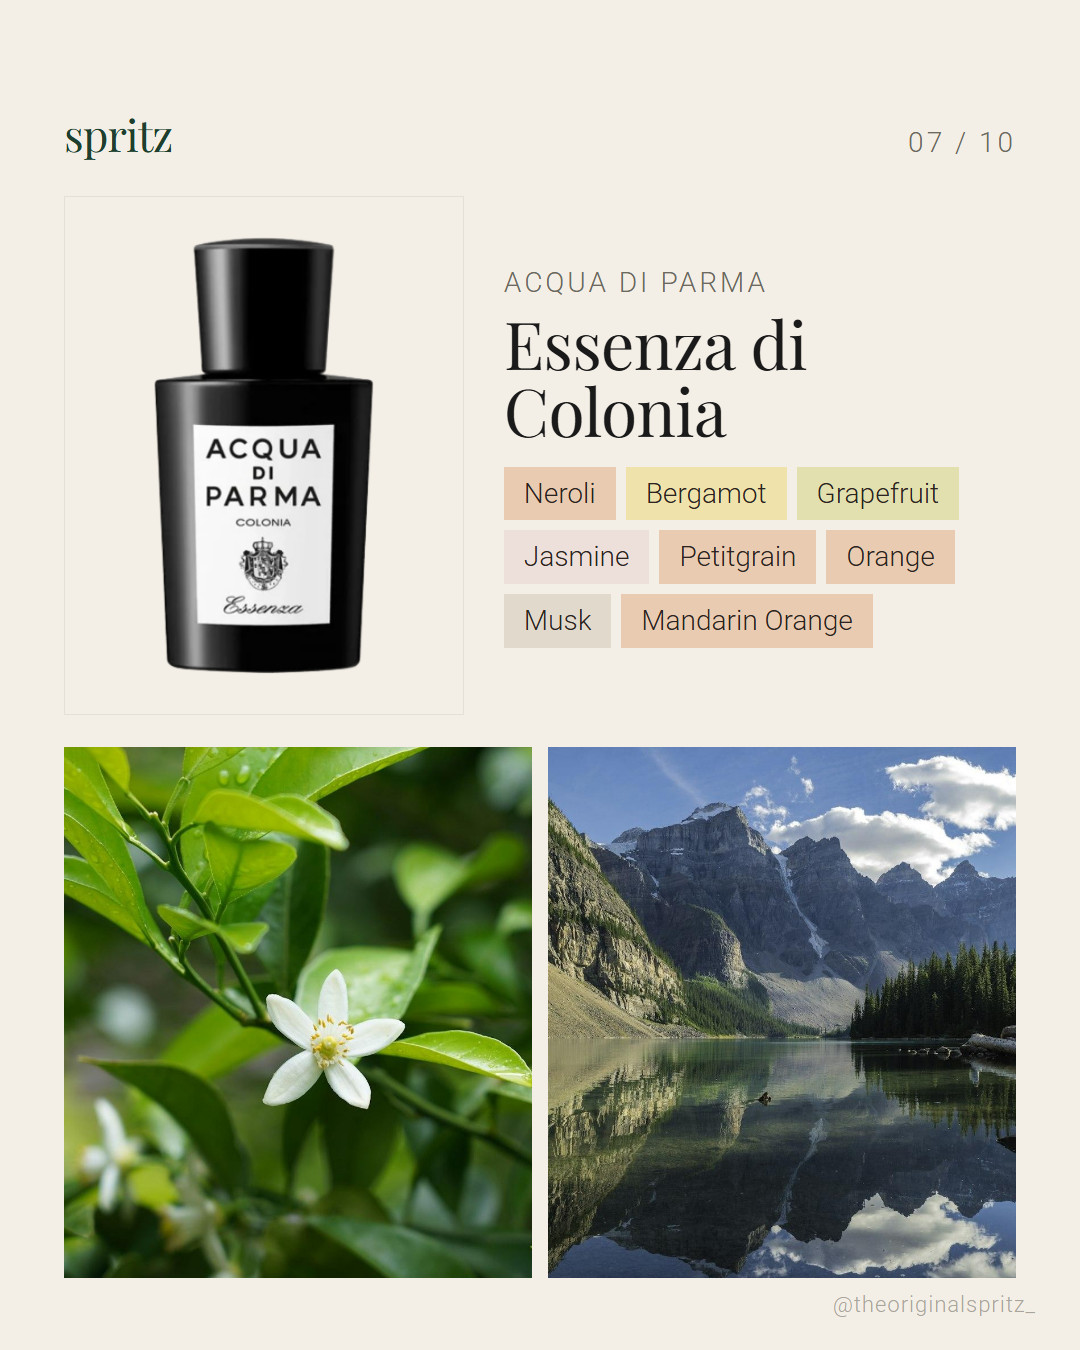 spritz
07 / 10
ACQUA
DI
PARMA
COLONIA
Essenza
ACQUA DI PARMA
Essenza di
Colonia
Neroli Bergamot Grapefruit
Jasmine Petitgrain Orange
Musk Mandarin Orange
@theoriginalspritz_